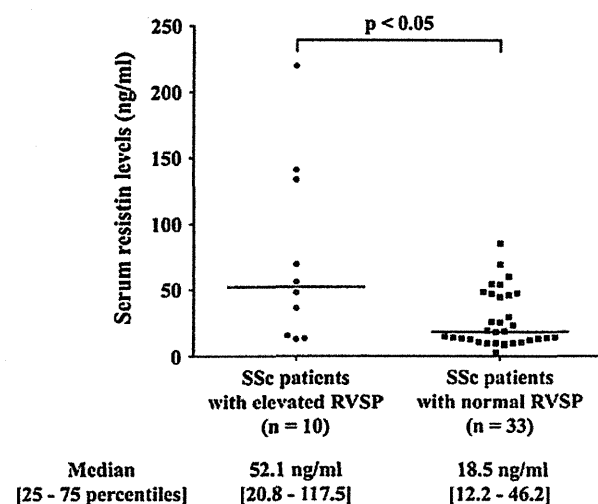 p < 0.05
Serum resistin levels (ng/ml)
250
200
150
100
50
0
SSc patients
with elevated RVSP
(n = 10)
SSc patients
with normal RVSP
(n = 33)
Median
[25 - 75 percentiles]
52.1 ng/ml
[20.8 - 117.5]
18.5 ng/ml
[12.2 - 46.2]